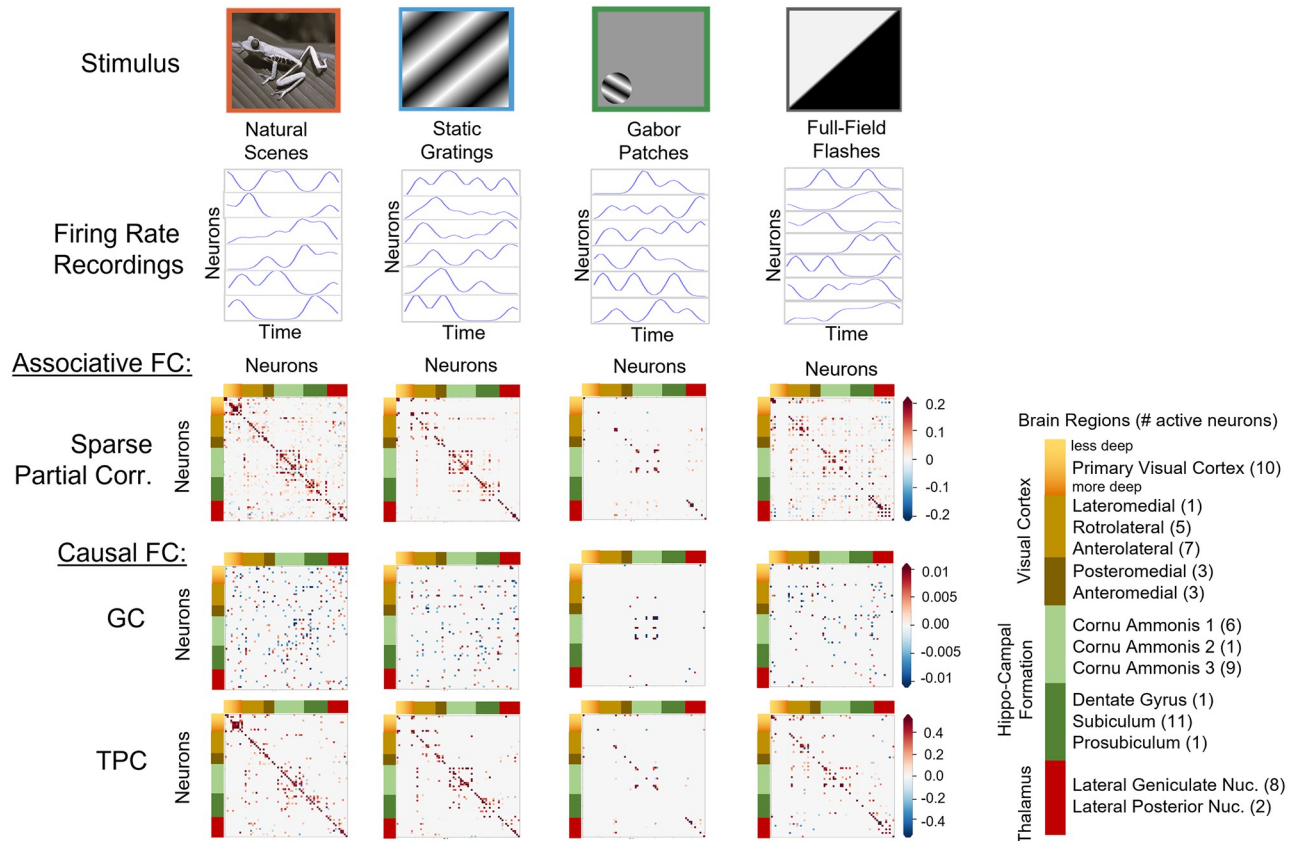 Stimulus
Natural
Scenes
Static
Gratings
Gabor
Patches
Full-Field
Flashes
Firing Rate
Recordings
Neurons
Neurons
Neurons
Neurons
Time
Time
Time
Time
Associative FC:
Neurons
Neurons
Neurons
Neurons
Sparse
Partial Corr.
Neurons
0.2
0.1
0
-0.1
-0.2
Causal FC:
GC
Neurons
0.01
0.005
0.00
-0.005
-0.01
TPC
Neurons
0.4
0.2
0.0
-0.2
-0.4
Brain Regions (# active neurons)
Visual Cortex
less deep
Primary Visual Cortex (10)
more deep
Lateromedial (1)
Rotrolateral (5)
Anterolateral (7)
Posteromedial (3)
Anteromedial (3)
Hippo-Campal
Formation
Cornu Ammonis 1 (6)
Cornu Ammonis 2 (1)
Cornu Ammonis 3 (9)
Dentate Gyrus (1)
Subiculum (11)
Prosubiculum (1)
Thalamus
Lateral Geniculate Nuc. (8)
Lateral Posterior Nuc. (2)